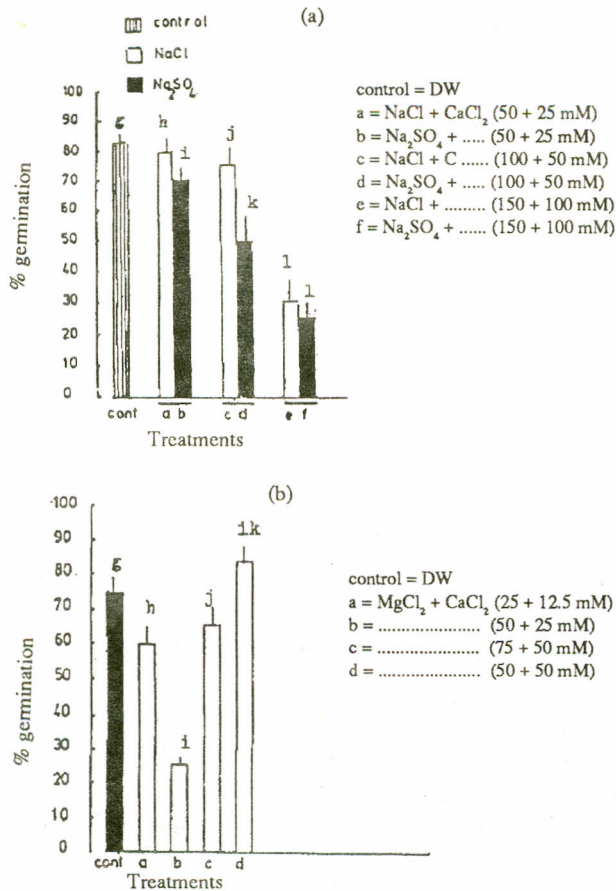 (a)
control
NaCl
Na2SO4
% germination
100
90
80
70
60
50
40
30
20
10
0
g
h
i
j
k
l
l
cont
a b
c d
e f
Treatments
control = DW
a = NaCl + CaCl2 (50 + 25 mM)
b = Na2SO4 + ..... (50 + 25 mM)
c = NaCl + C ...... (100 + 50 mM)
d = Na2SO4 + ..... (100 + 50 mM)
e = NaCl + ......... (150 + 100 mM)
f = Na2SO4 + ...... (150 + 100 mM)
(b)
% germination
100
90
80
70
60
50
40
30
20
10
0
g
h
i
j
ik
cont
a
b
c
d
Treatments
control = DW
a = MgCl2 + CaCl2 (25 + 12.5 mM)
b = ...................... (50 + 25 mM)
c = ...................... (75 + 50 mM)
d = ...................... (50 + 50 mM)